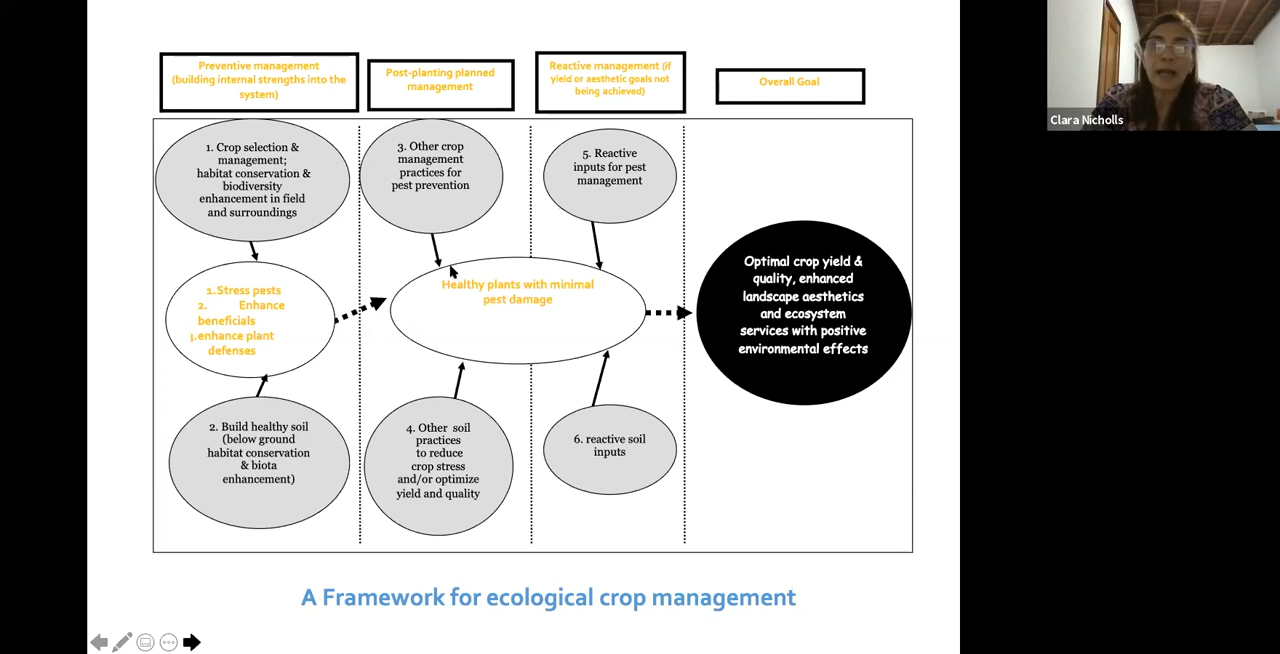 Preventive management
(building internal strengths into the
system)
Post-planting planned
management
Reactive management (if
yield or aesthetic goals not
being achieved)
Overall Goal
Clara Nicholls
1. Crop selection &
management;
habitat conservation &
biodiversity
enhancement in field
and surroundings
3. Other crop
management
practices for
pest prevention
5. Reactive
inputs for pest
management
1.Stress pests
2. Enhance
beneficials
1.enhance plant
defenses
Healthy plants with minimal
pest damage
Optimal crop yield &
quality, enhanced
landscape aesthetics
and ecosystem
services with positive
environmental effects
2. Build healthy soil
(below ground
habitat conservation
& biota
enhancement)
4. Other soil
practices
to reduce
crop stress
and/or optimize
yield and quality
6. reactive soil
inputs
A Framework for ecological crop management